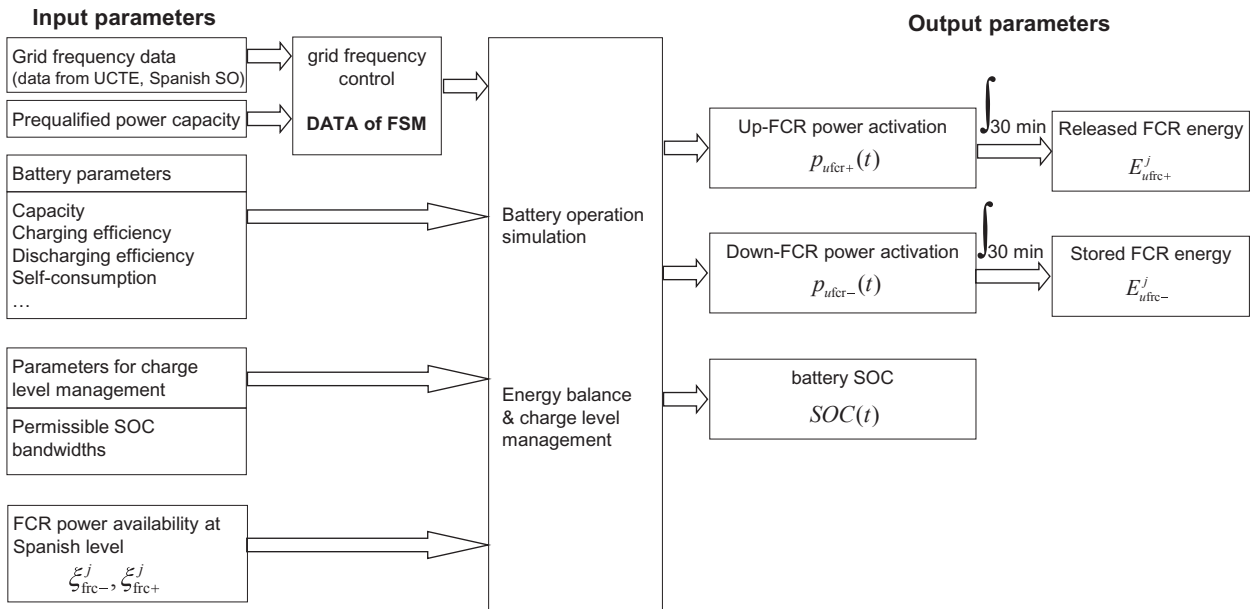 Input parameters
Output parameters
Grid frequency data
(data from UCTE, Spanish SO)
Prequalified power capacity
grid frequency
control
DATA of FSM
Battery parameters
Capacity
Charging efficiency
Discharging efficiency
Self-consumption
…
Parameters for charge
level management
Permissible SOC
bandwidths
FCR power availability at
Spanish level
ξ^j_frc−, ξ^j_frc+
Battery operation
simulation
Energy balance
& charge level
management
Up-FCR power activation
p_ufcr+(t)
∫30 min
Released FCR energy
E^j_ufrc+
Down-FCR power activation
p_ufcr−(t)
∫30 min
Stored FCR energy
E^j_ufrc−
battery SOC
SOC(t)